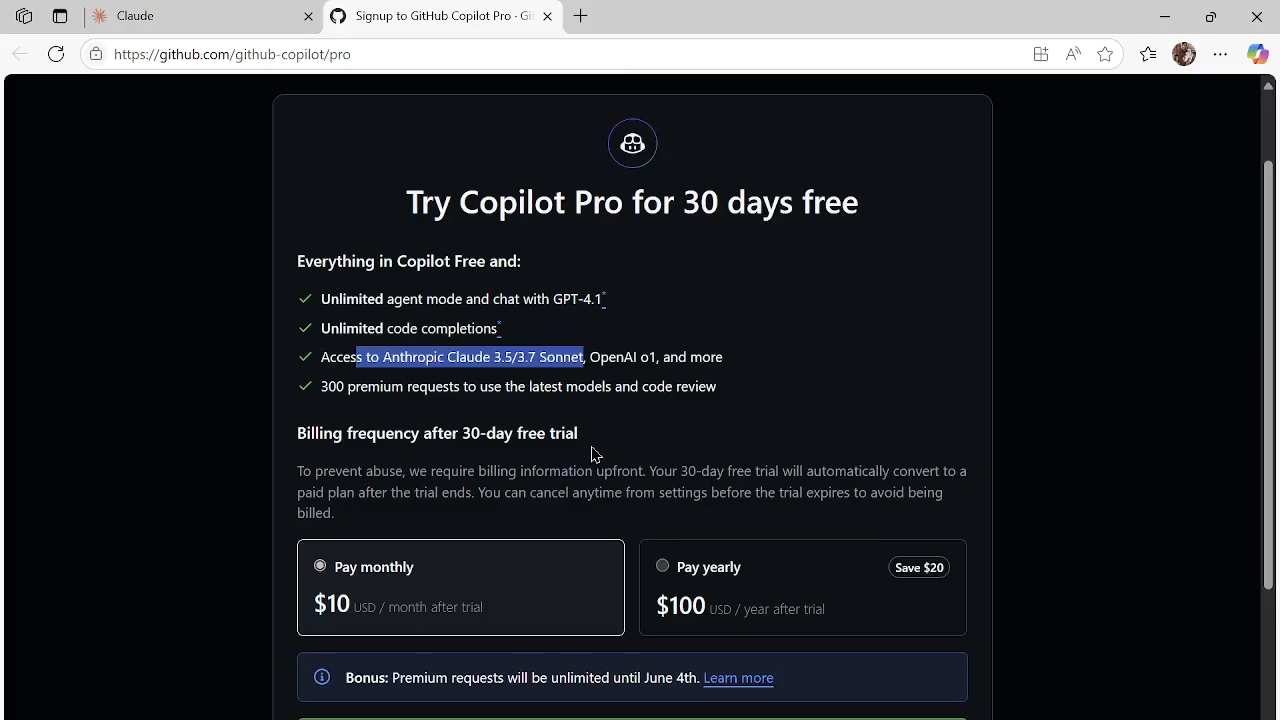 Claude
Signup to GitHub Copilot Pro · Gi
https://github.com/github-copilot/pro
Try Copilot Pro for 30 days free
Everything in Copilot Free and:
Unlimited agent mode and chat with GPT-4.1*
Unlimited code completions*
Access to Anthropic Claude 3.5/3.7 Sonnet, OpenAI o1, and more
300 premium requests to use the latest models and code review
Billing frequency after 30-day free trial
To prevent abuse, we require billing information upfront. Your 30-day free trial will automatically convert to a
paid plan after the trial ends. You can cancel anytime from settings before the trial expires to avoid being
billed.
Pay monthly
$10 USD / month after trial
Pay yearly
Save $20
$100 USD / year after trial
Bonus: Premium requests will be unlimited until June 4th. Learn more